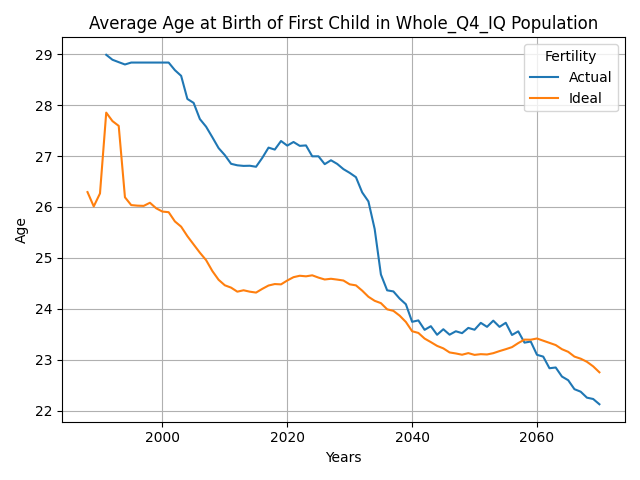 Average Age at Birth of First Child in Whole_Q4_IQ Population
Fertility
Actual
Ideal
29
28
27
26
25
24
23
22
Age
2000
2020
2040
2060
Years